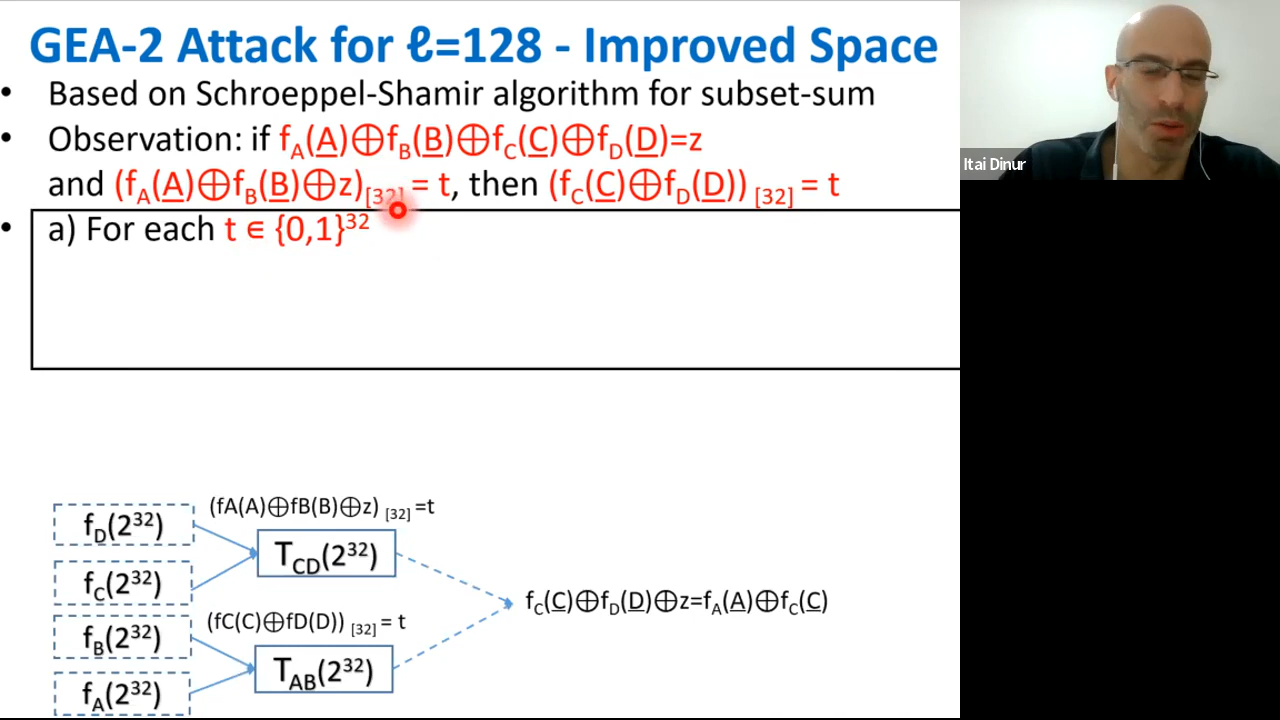 GEA-2 Attack for ℓ=128 - Improved Space
• Based on Schroeppel-Shamir algorithm for subset-sum
• Observation: if f_A(A)⊕f_B(B)⊕f_C(C)⊕f_D(D)=z
and (f_A(A)⊕f_B(B)⊕z)_[32] = t, then (f_C(C)⊕f_D(D))_[32] = t
• a) For each t ∈ {0,1}^32
Itai Dinur
(fA(A)⊕fB(B)⊕z)_[32] =t
f_D(2^32)
T_CD(2^32)
f_C(2^32)
f_C(C)⊕f_D(D)⊕z=f_A(A)⊕f_C(C)
(fC(C)⊕fD(D))_[32] = t
f_B(2^32)
T_AB(2^32)
f_A(2^32)